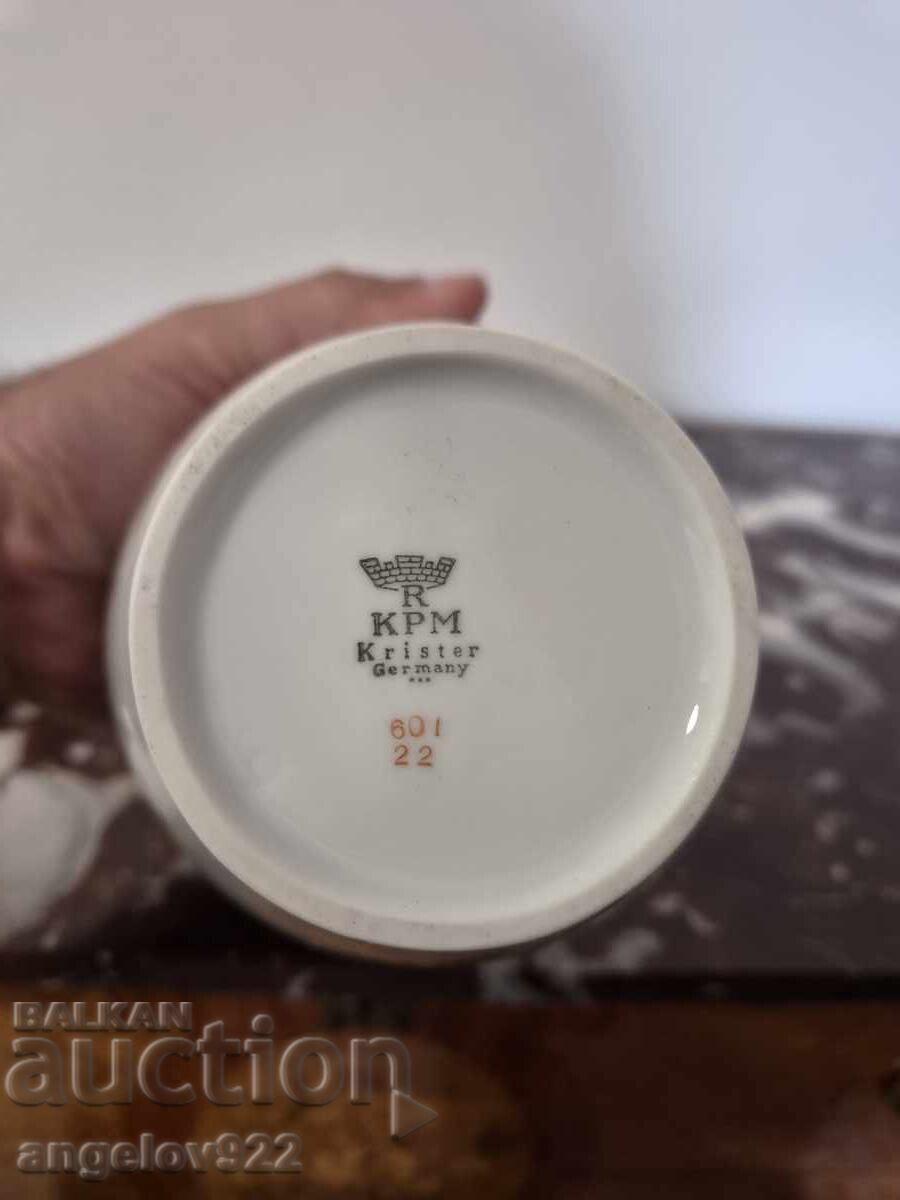 R
KPM
Krister
Germany
***
601
22
BALKAN
auction
angelov922